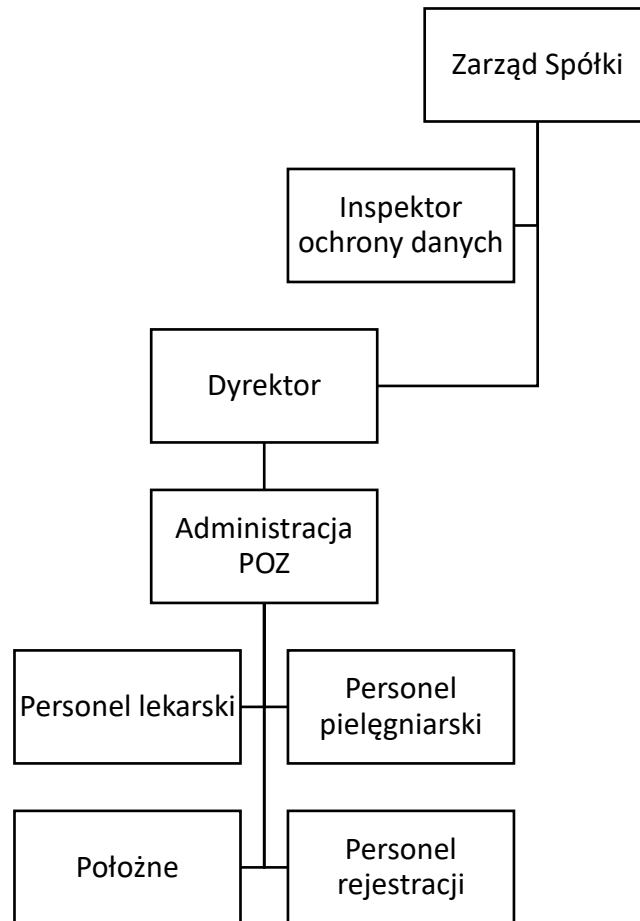 Zarząd Spółki
Inspektor
ochrony danych
Dyrektor
Administracja
POZ
Personel lekarski
Personel
pielęgniarski
Położne
Personel
rejestracji